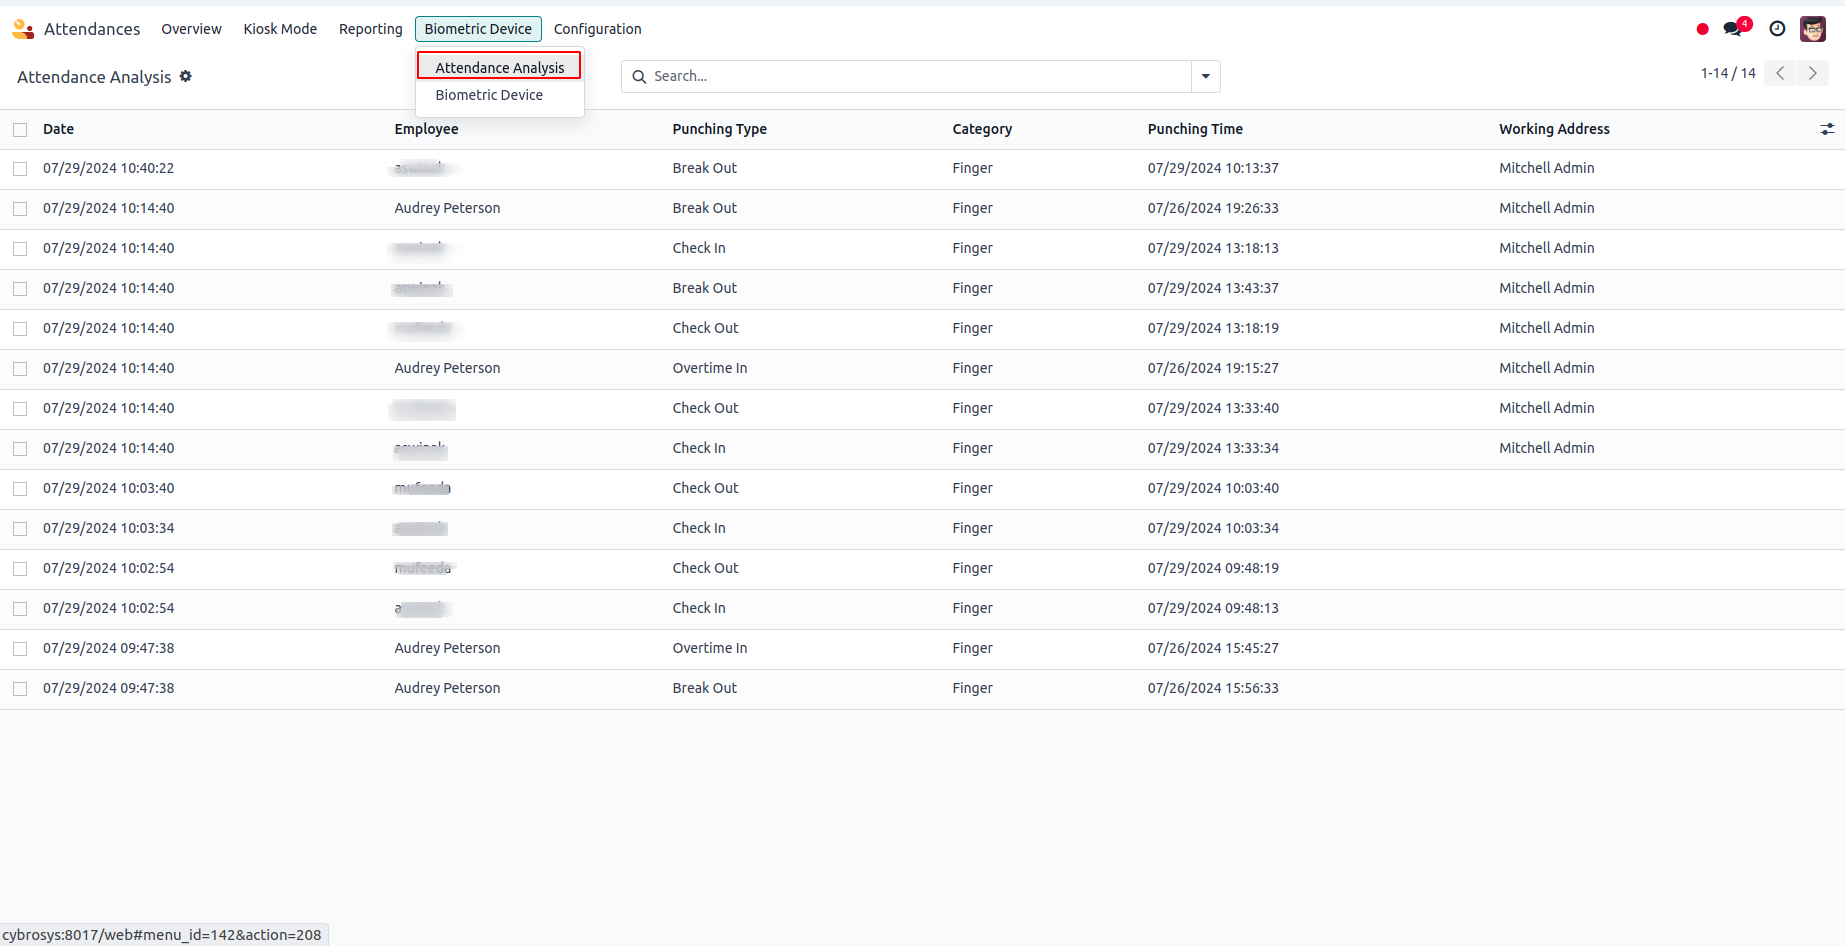 Attendances Overview Kiosk Mode Reporting Biometric Device Configuration 4
Attendance Analysis
Biometric Device
Attendance Analysis Search... 1-14 / 14
Date Employee Punching Type Category Punching Time Working Address
07/29/2024 10:40:22 Break Out Finger 07/29/2024 10:13:37 Mitchell Admin
07/29/2024 10:14:40 Audrey Peterson Break Out Finger 07/26/2024 19:26:33 Mitchell Admin
07/29/2024 10:14:40 Check In Finger 07/29/2024 13:18:13 Mitchell Admin
07/29/2024 10:14:40 Break Out Finger 07/29/2024 13:43:37 Mitchell Admin
07/29/2024 10:14:40 Check Out Finger 07/29/2024 13:18:19 Mitchell Admin
07/29/2024 10:14:40 Audrey Peterson Overtime In Finger 07/26/2024 19:15:27 Mitchell Admin
07/29/2024 10:14:40 Check Out Finger 07/29/2024 13:33:40 Mitchell Admin
07/29/2024 10:14:40 Check In Finger 07/29/2024 13:33:34 Mitchell Admin
07/29/2024 10:03:40 Check Out Finger 07/29/2024 10:03:40
07/29/2024 10:03:34 Check In Finger 07/29/2024 10:03:34
07/29/2024 10:02:54 Check Out Finger 07/29/2024 09:48:19
07/29/2024 10:02:54 Check In Finger 07/29/2024 09:48:13
07/29/2024 09:47:38 Audrey Peterson Overtime In Finger 07/26/2024 15:45:27
07/29/2024 09:47:38 Audrey Peterson Break Out Finger 07/26/2024 15:56:33
cybrosys:8017/web#menu_id=142&action=208